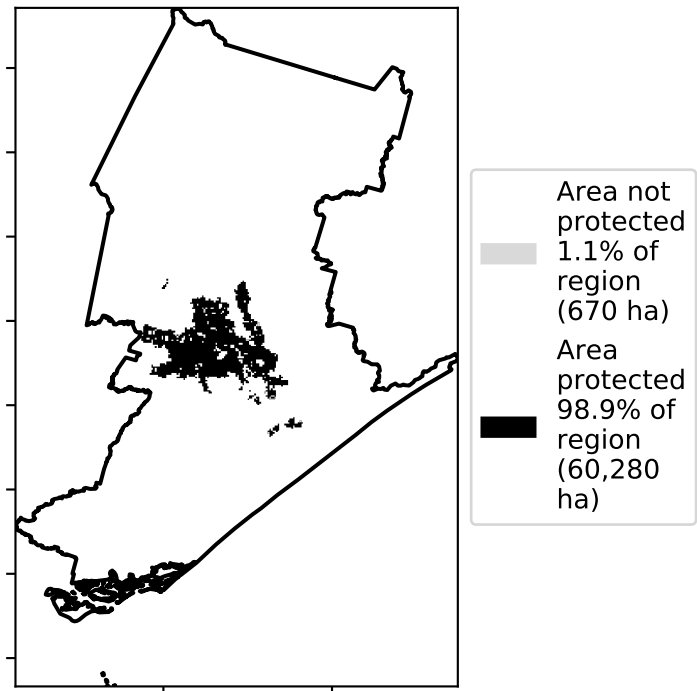 Area not
protected
1.1% of
region
(670 ha)
Area
protected
98.9% of
region
(60,280
ha)